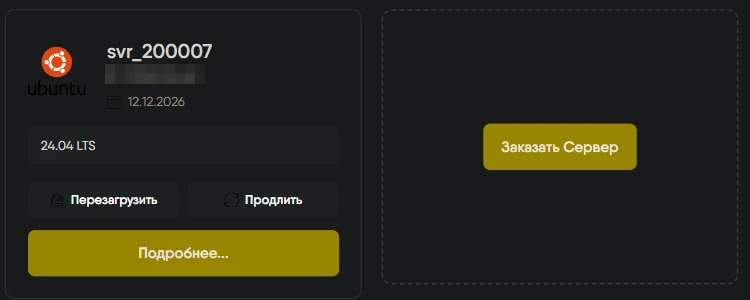 svr_200007
ubuntu
12.12.2026
24.04 LTS
Перезагрузить
Продлить
Подробнее...
Заказать Сервер